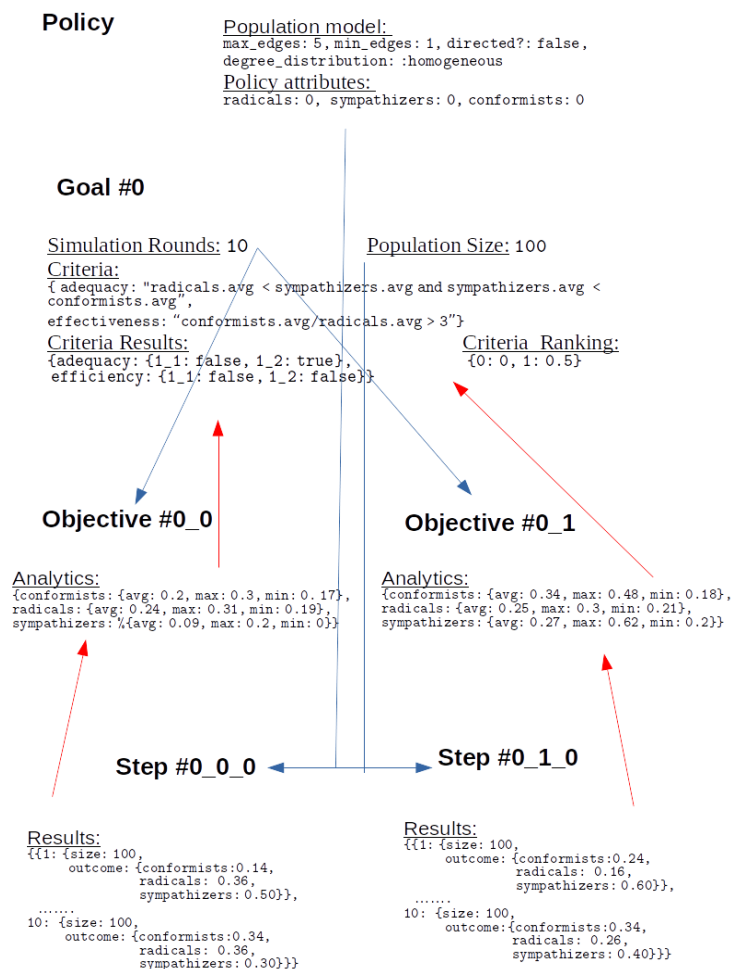 Policy
Population model:
max_edges: 5, min_edges: 1, directed?: false,
degree_distribution: :homogeneous
Policy attributes:
radicals: 0, sympathizers: 0, conformists: 0
Goal #0
Simulation Rounds: 10
Population Size: 100
Criteria:
{ adequacy: "radicals.avg < sympathizers.avg and sympathizers.avg <
conformists.avg",
effectiveness: "conformists.avg/radicals.avg > 3"}
Criteria Results:
{adequacy: {1_1: false, 1_2: true},
efficiency: {1_1: false, 1_2: false}}
Criteria Ranking:
{0: 0, 1: 0.5}
Objective #0_0
Objective #0_1
Analytics:
{conformists: {avg: 0.2, max: 0.3, min: 0.17},
radicals: {avg: 0.24, max: 0.31, min: 0.19},
sympathizers: %{avg: 0.09, max: 0.2, min: 0}}
Analytics:
{conformists: {avg: 0.34, max: 0.48, min: 0.18},
radicals: {avg: 0.25, max: 0.3, min: 0.21},
sympathizers: {avg: 0.27, max: 0.62, min: 0.2}}
Step #0_0_0
Step #0_1_0
Results:
{{1: {size: 100,
outcome: {conformists:0.14,
radicals: 0.36,
sympathizers: 0.50}},
.......
10: {size: 100,
outcome: {conformists:0.34,
radicals: 0.36,
sympathizers: 0.30}}}
Results:
{{1: {size: 100,
outcome: {conformists:0.24,
radicals: 0.16,
sympathizers: 0.60}},
.......
10: {size: 100,
outcome:{conformists:0.34,
radicals: 0.26,
sympathizers: 0.40}}}